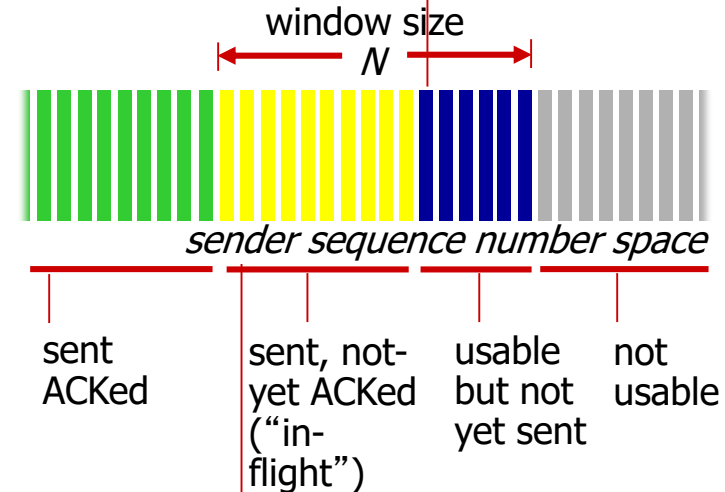 window size
N
sender sequence number space
sent
ACKed
sent, not-
yet ACKed
(“in-
flight”)
usable
but not
yet sent
not
usable